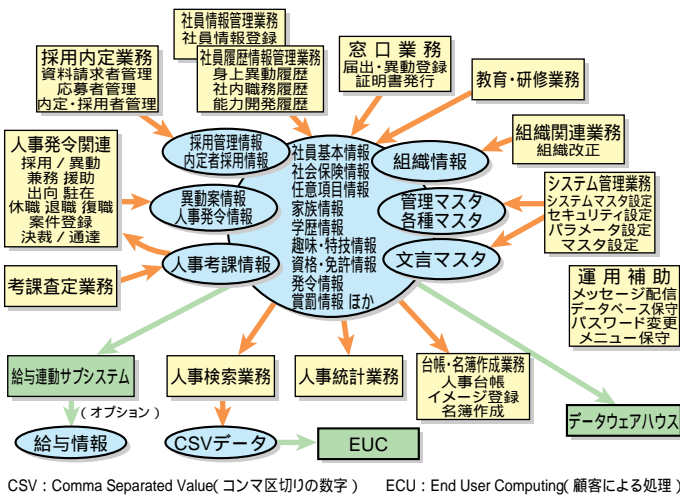 社員情報管理業務
社員情報登録
採用内定業務
資料請求者管理
応募者管理
内定・採用者管理
社員履歴情報管理業務
身上異動履歴
社内職務履歴
能力開発履歴
窓口業務
届出・異動登録
証明書発行
教育・研修業務
人事発令関連
採用/異動
兼務 援助
出向 駐在
休職 退職 復職
案件登録
決裁/通達
採用管理情報
内定者採用情報
異動案情報
人事発令情報
人事考課情報
社員基本情報
社会保険情報
任意項目情報
家族情報
学歴情報
趣味・特技情報
資格・免許情報
発令情報
賞罰情報 ほか
組織情報
管理マスタ
各種マスタ
文言マスタ
組織関連業務
組織改正
システム管理業務
システムマスタ設定
セキュリティ設定
パラメータ設定
マスタ設定
考課査定業務
運用補助
メッセージ配信
データベース保守
パスワード変更
メニュー保守
給与連動サブシステム
(オプション)
給与情報
人事検索業務
CSVデータ
EUC
人事統計業務
台帳・名簿作成業務
人事台帳
イメージ登録
名簿作成
データウェアハウス
CSV:Comma Separated Value(コンマ区切りの数字) ECU:End User Computing(顧客による処理)